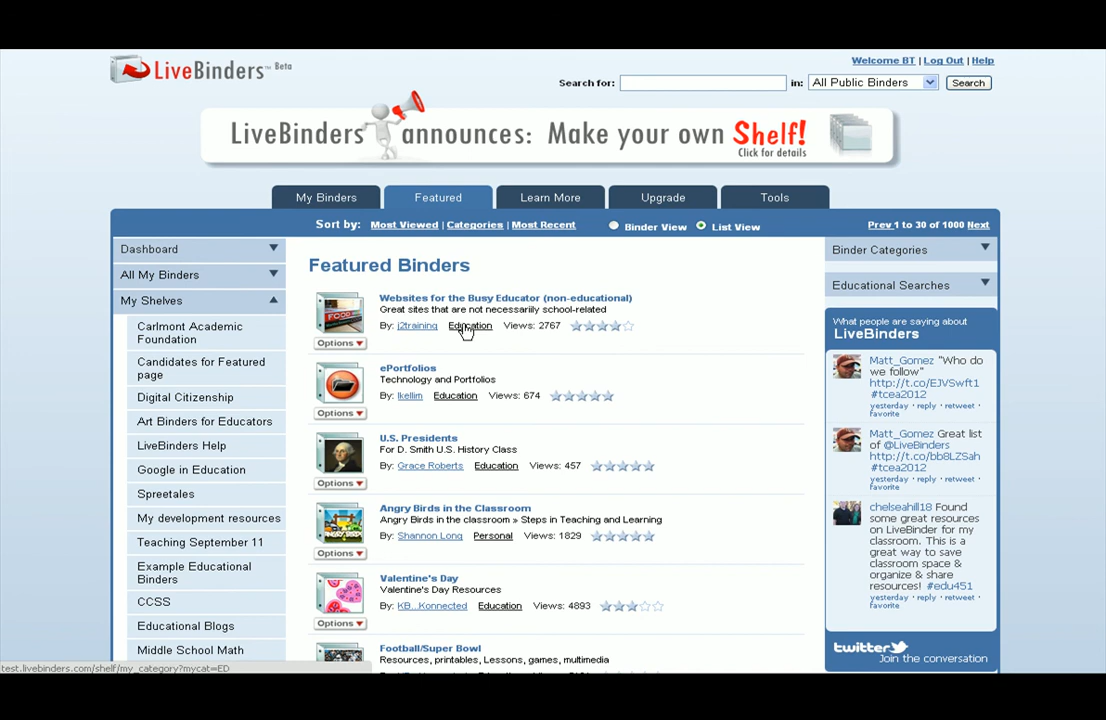 LiveBinders™ Beta
Welcome BT | Log Out | Help
Search for:
in: All Public Binders
Search
LiveBinders announces: Make your own Shelf!
Click for details
My Binders
Featured
Learn More
Upgrade
Tools
Sort by: Most Viewed | Categories | Most Recent
Binder View
List View
Prev 1 to 30 of 1000 Next
Dashboard
All My Binders
My Shelves
Carlmont Academic
Foundation
Candidates for Featured
page
Digital Citizenship
Art Binders for Educators
LiveBinders Help
Google in Education
Spreetales
My development resources
Teaching September 11
Example Educational
Binders
CCSS
Educational Blogs
Middle School Math
Featured Binders
Websites for the Busy Educator (non-educational)
Great sites that are not necessariliy school-related
By: i2training Education Views: 2767
Options
ePortfolios
Technology and Portfolios
By: lkellim Education Views: 674
Options
U.S. Presidents
For D. Smith U.S. History Class
By: Grace Roberts Education Views: 457
Options
Angry Birds in the Classroom
Angry Birds in the classroom » Steps in Teaching and Learning
By: Shannon Long Personal Views: 1829
Options
Valentine's Day
Valentine's Day Resources
By: KB...Konnected Education Views: 4893
Options
Football/Super Bowl
Resources, printables, Lessons, games, multimedia
Binder Categories
Educational Searches
What people are saying about
LiveBinders
Matt_Gomez "Who do
we follow"
http://t.co/EJVSwft1
#tcea2012
yesterday · reply · retweet ·
favorite
Matt_Gomez Great list
of @LiveBinders
http://t.co/bb8LZSah
#tcea2012
yesterday · reply · retweet ·
favorite
chelseahill18 Found
some great resources
on LiveBinder for my
classroom. This is a
great way to save
classroom space &
organize & share
resources! #edu451
yesterday · reply · retweet ·
favorite
twitter
Join the conversation
test.livebinders.com/shelf/my_category?mycat=ED